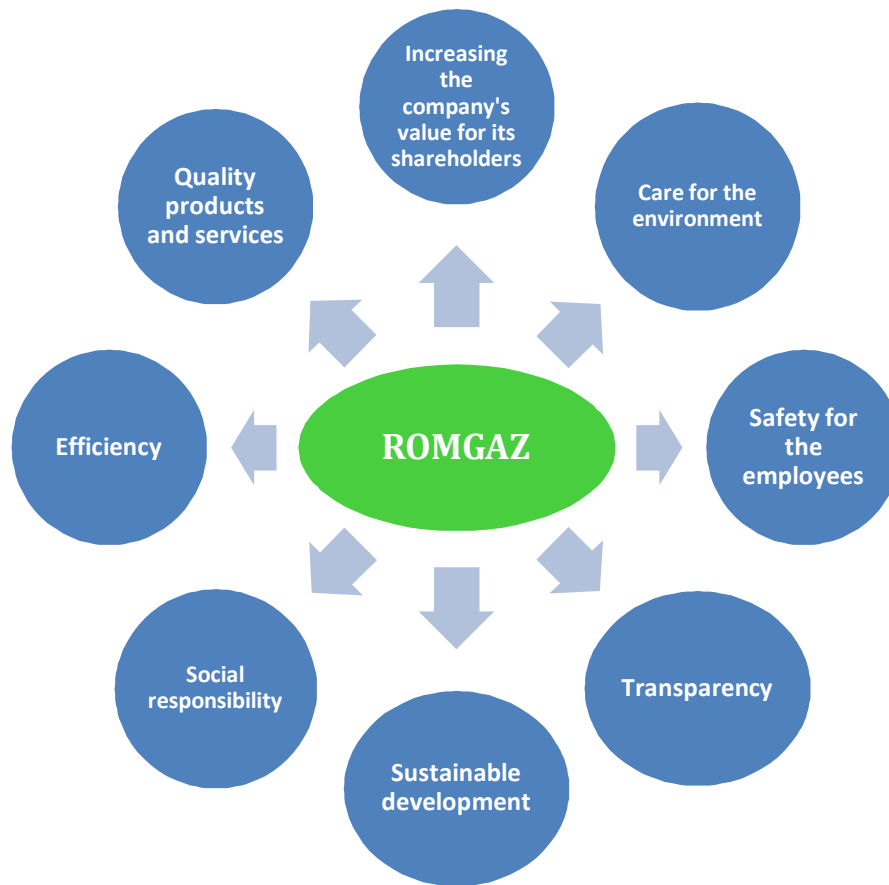 Increasing
the
company's
value for its
shareholders
Quality
products
and services
Care for the
environment
Efficiency
ROMGAZ
Safety for
the
employees
Social
responsibility
Transparency
Sustainable
development